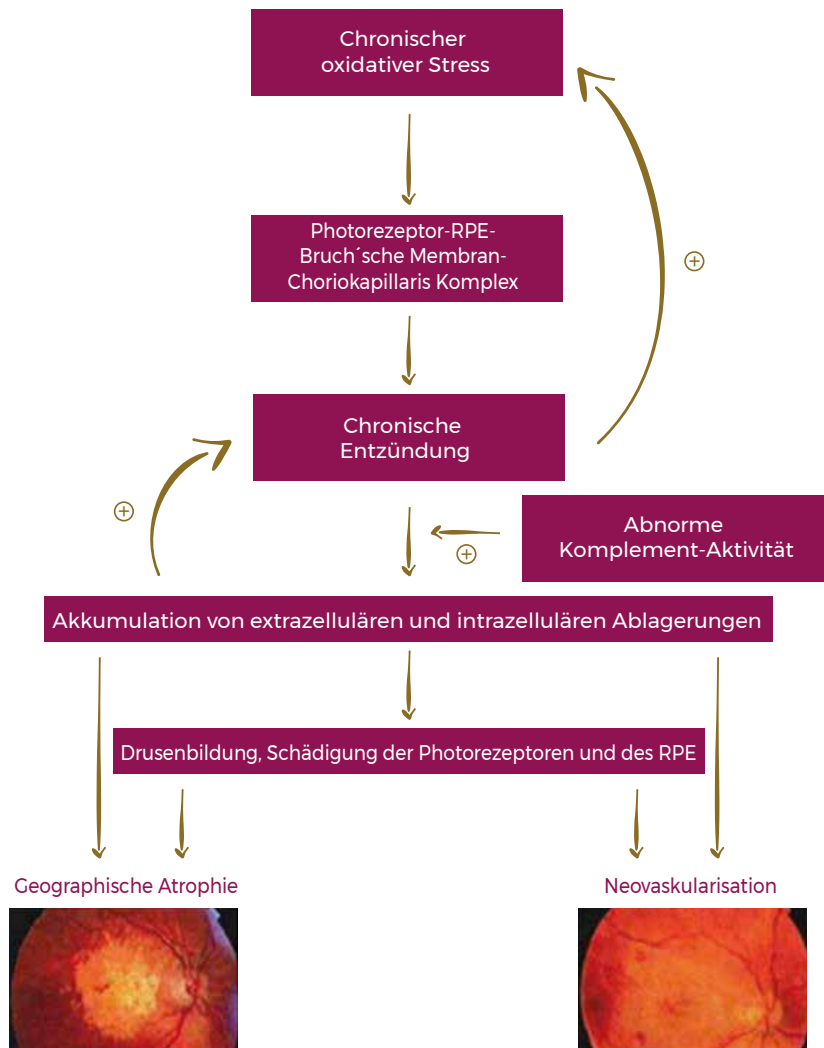 Chronischer
oxidativer Stress
Photorezeptor-RPE-
Bruch´sche Membran-
Choriokapillaris Komplex
⊕
Chronische
Entzündung
⊕
Abnorme
Komplement-Aktivität
⊕
Akkumulation von extrazellulären und intrazellulären Ablagerungen
Drusenbildung, Schädigung der Photorezeptoren und des RPE
Geographische Atrophie
Neovaskularisation